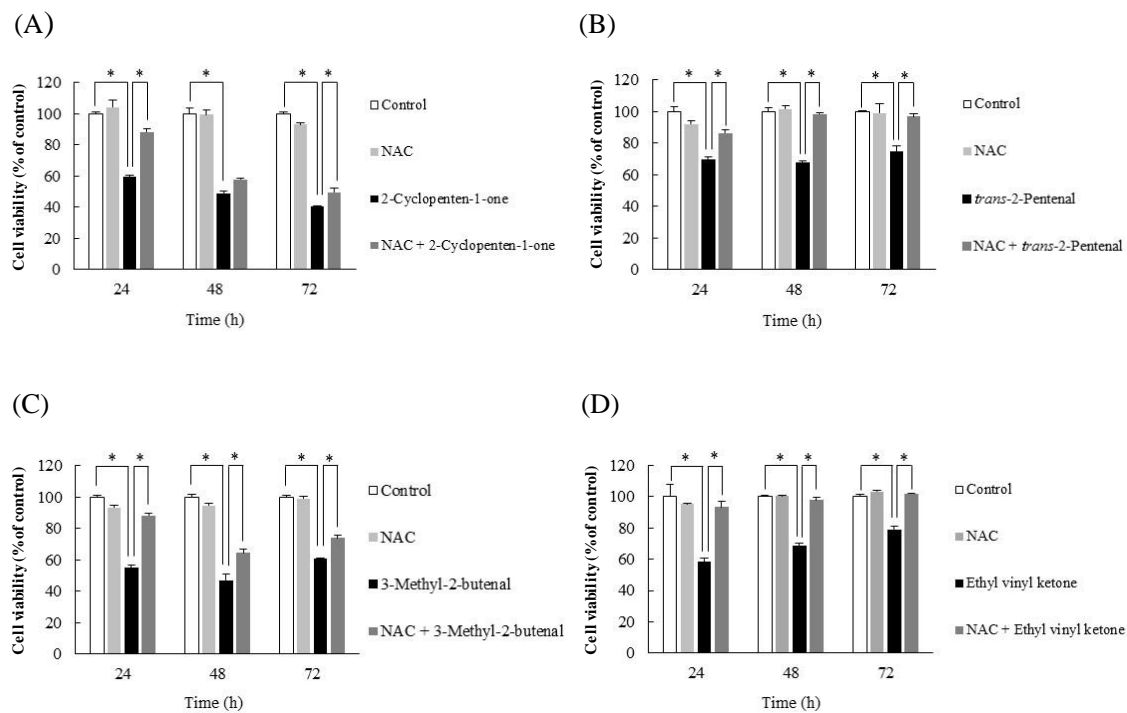 (A)
* * * * *
Cell viability (% of control)
120
100
80
60
40
20
0
24 48 72
Time (h)
Control
NAC
2-Cyclopenten-1-one
NAC + 2-Cyclopenten-1-one
(B)
* * * * * *
Cell viability (% of control)
120
100
80
60
40
20
0
24 48 72
Time (h)
Control
NAC
trans-2-Pentenal
NAC + trans-2-Pentenal
(C)
* * * * * *
Cell viability (% of control)
120
100
80
60
40
20
0
24 48 72
Time (h)
Control
NAC
3-Methyl-2-butenal
NAC + 3-Methyl-2-butenal
(D)
* * * * * *
Cell viability (% of control)
120
100
80
60
40
20
0
24 48 72
Time (h)
Control
NAC
Ethyl vinyl ketone
NAC + Ethyl vinyl ketone